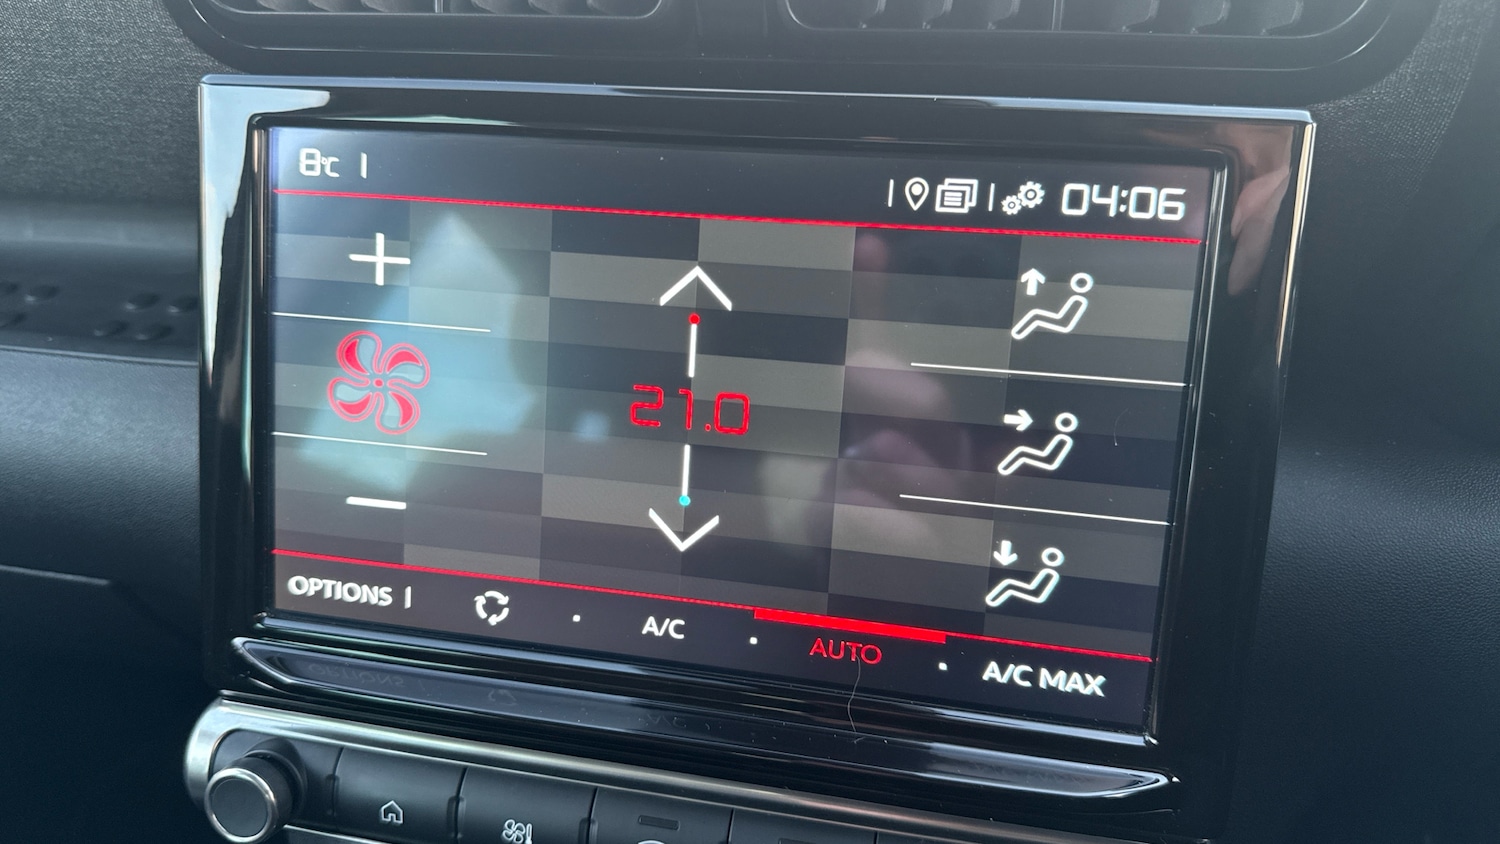 8°C
04:06
21.0
OPTIONS
A/C
AUTO
A/C MAX